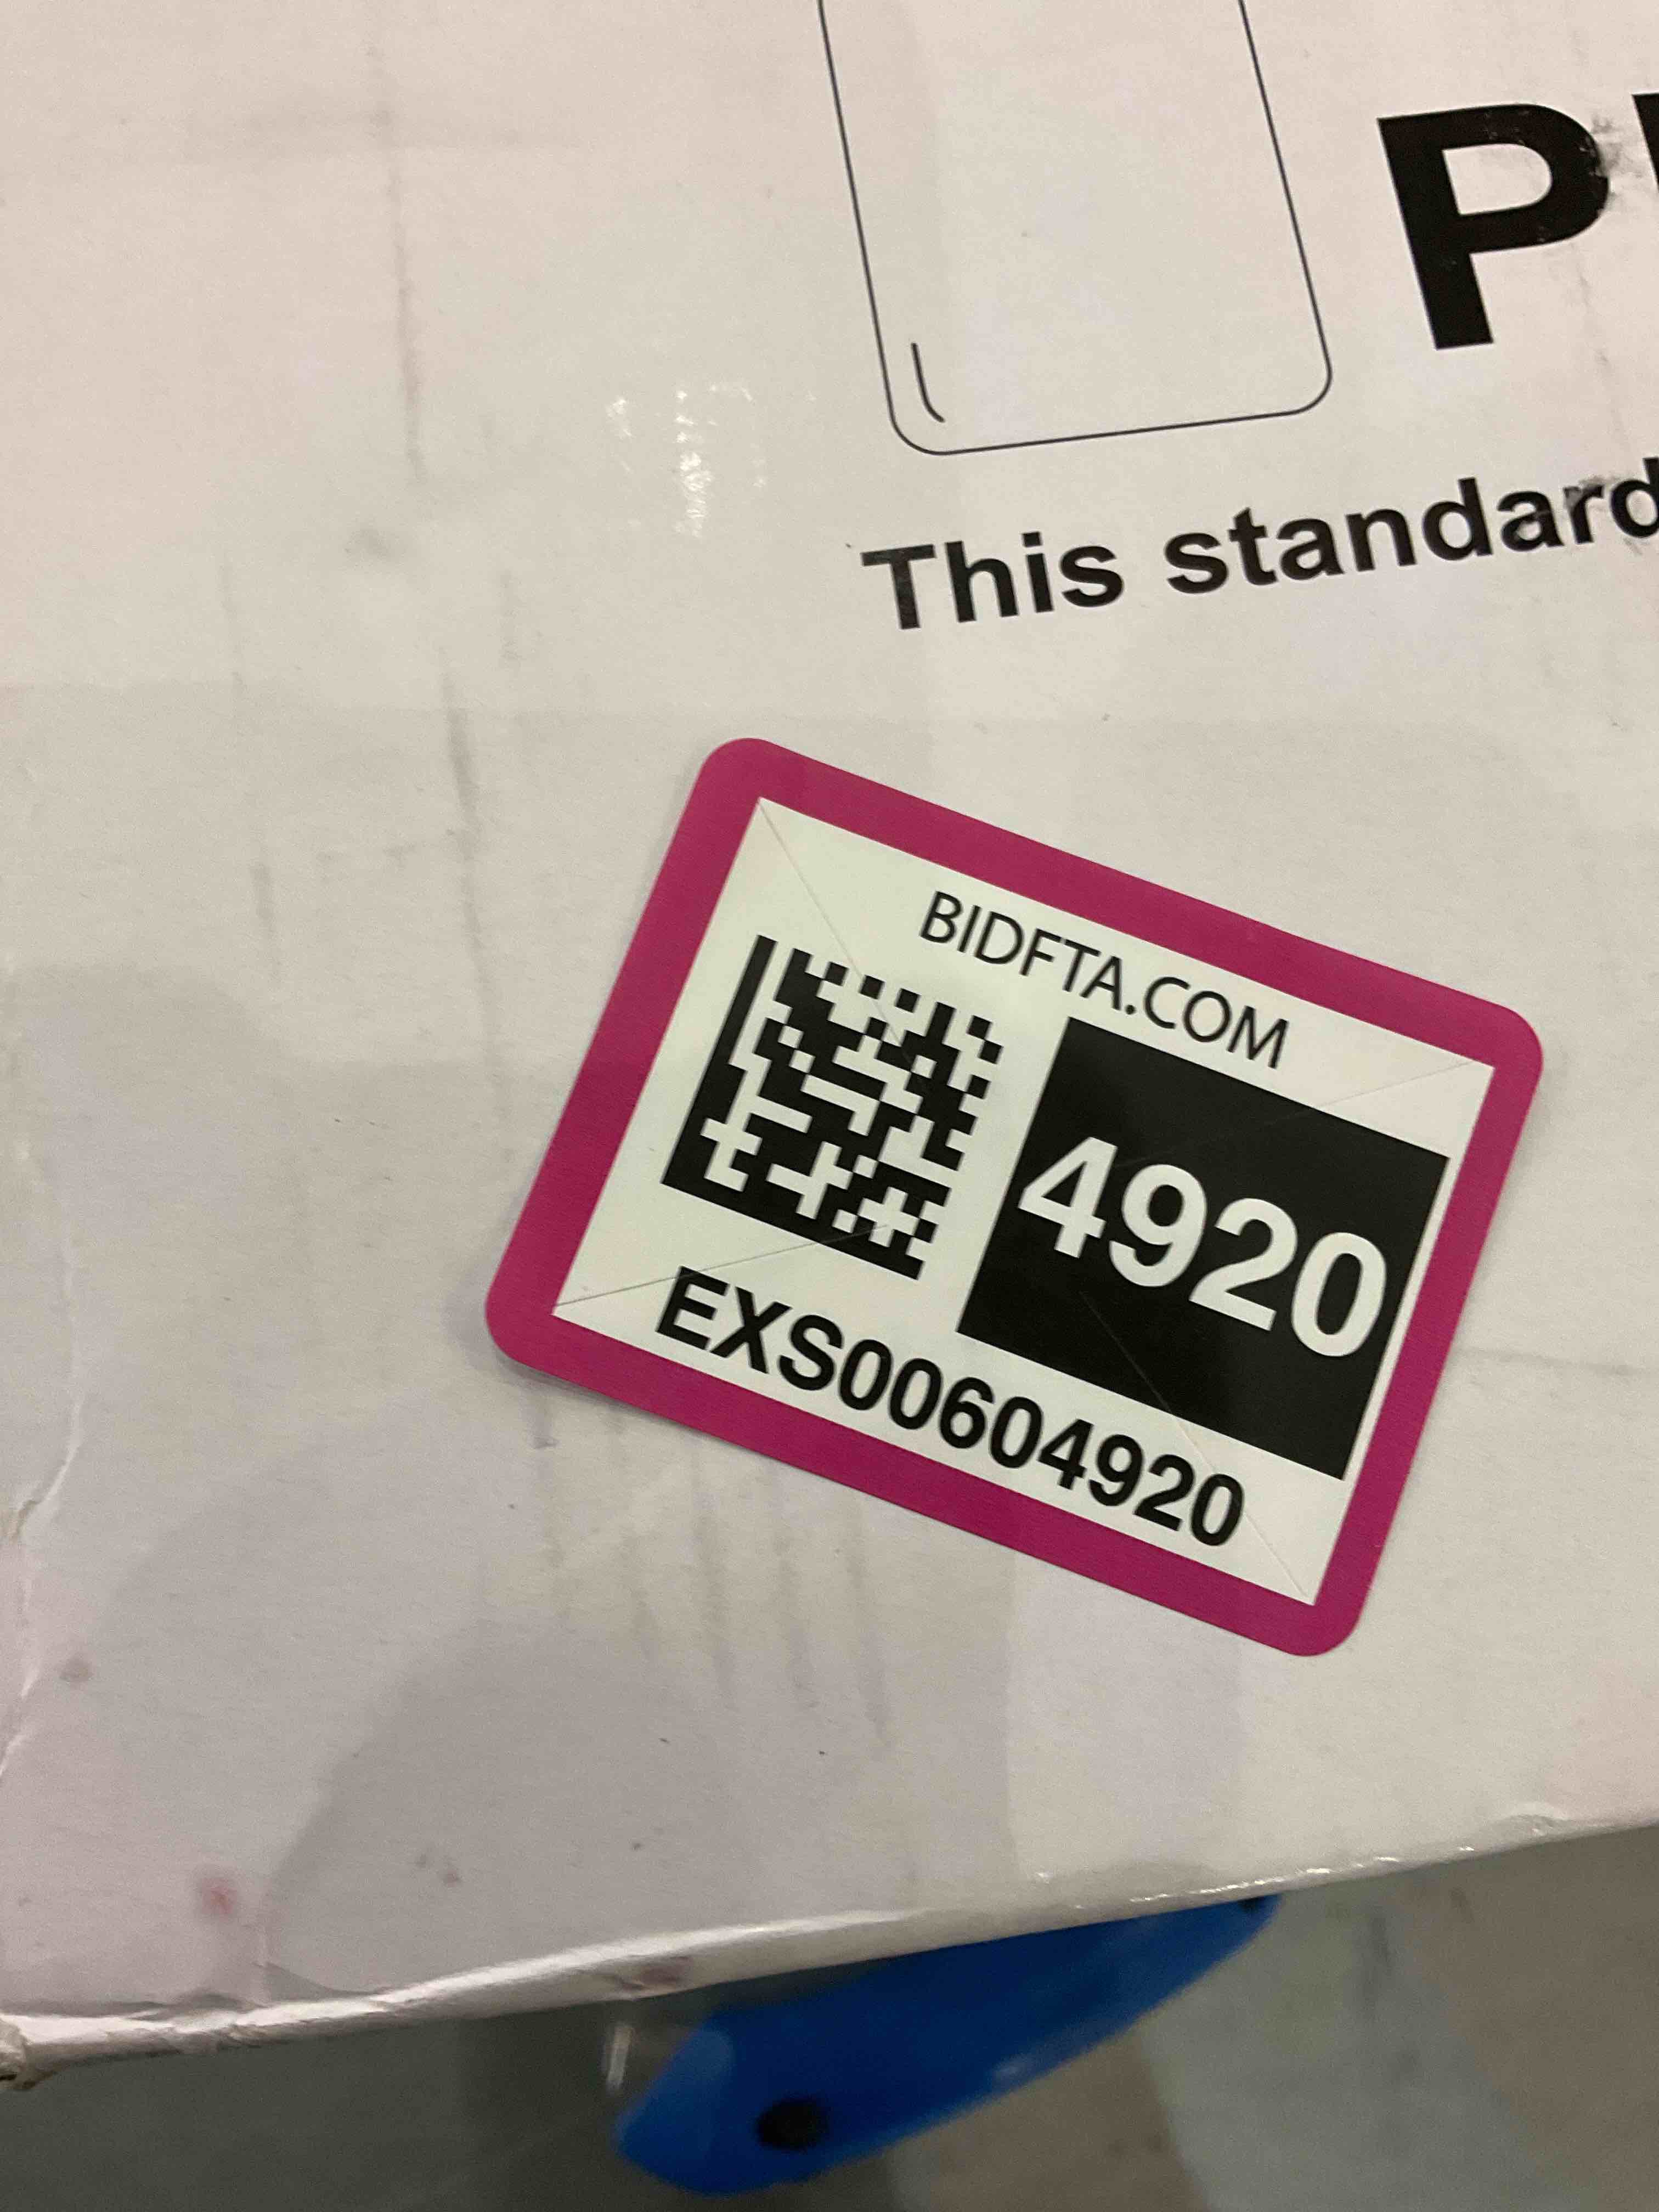 P
This standard
BIDFTA.COM
4920
EXS00604920